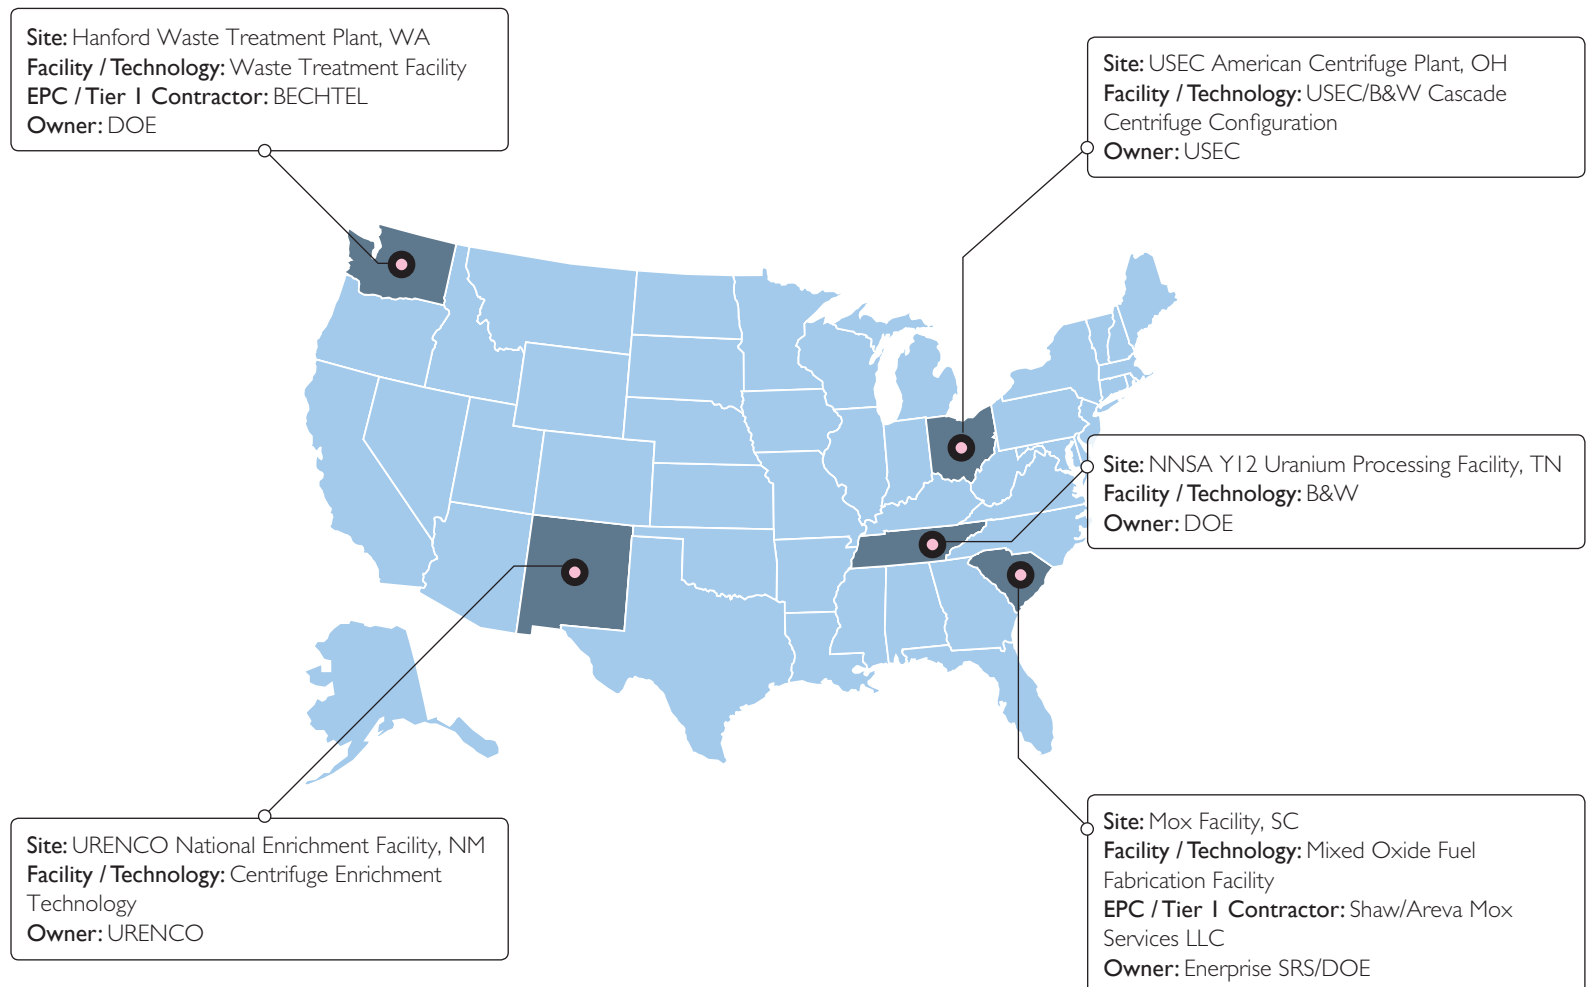 Site: Hanford Waste Treatment Plant, WA
Facility / Technology: Waste Treatment Facility
EPC / Tier 1 Contractor: BECHTEL
Owner: DOE
Site: USEC American Centrifuge Plant, OH
Facility / Technology: USEC/B&W Cascade
Centrifuge Configuration
Owner: USEC
Site: NNSA Y12 Uranium Processing Facility, TN
Facility / Technology: B&W
Owner: DOE
Site: URENCO National Enrichment Facility, NM
Facility / Technology: Centrifuge Enrichment
Technology
Owner: URENCO
Site: Mox Facility, SC
Facility / Technology: Mixed Oxide Fuel
Fabrication Facility
EPC / Tier 1 Contractor: Shaw/Areva Mox
Services LLC
Owner: Enerprise SRS/DOE